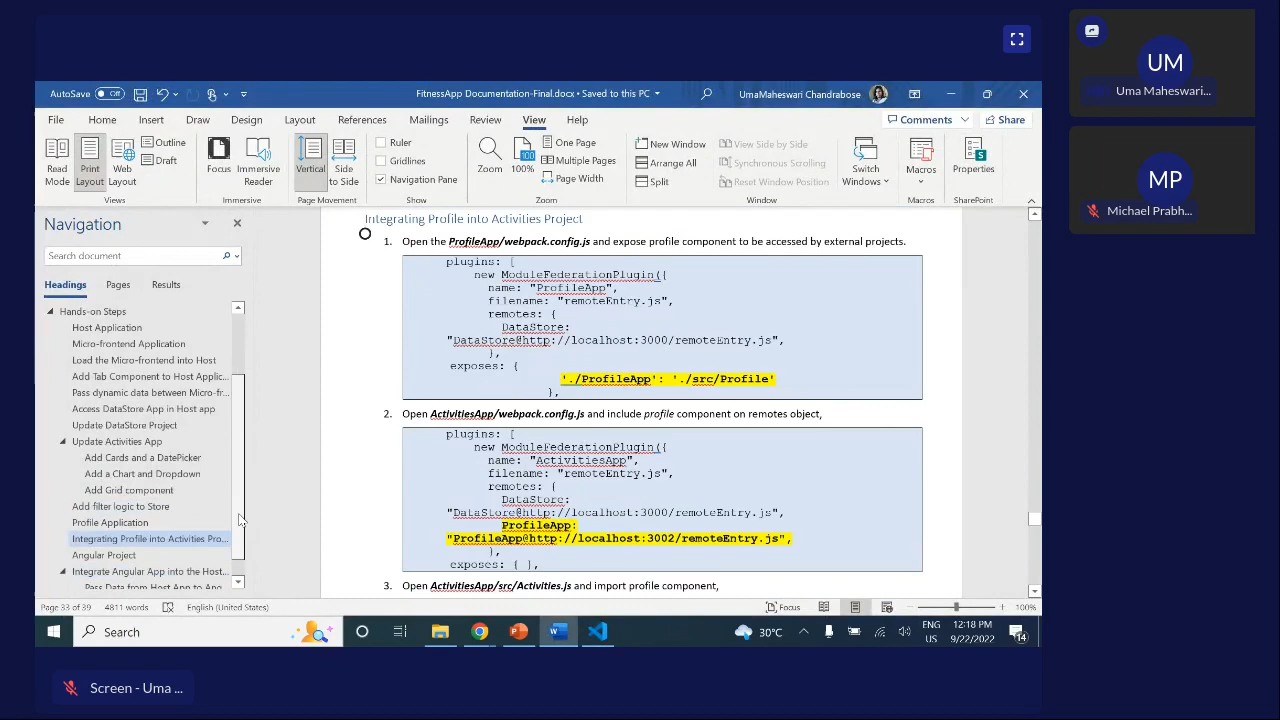 UM
Uma Maheswari...
MP
Michael Prabh...
AutoSave Off
FitnessApp Documentation-Final.docx • Saved to this PC
UmaMaheswari Chandrabose
File Home Insert Draw Design Layout References Mailings Review View Help
Comments Share
Read Mode
Print Layout
Web Layout
Outline
Draft
Views
Focus
Immersive Reader
Immersive
Vertical
Side to Side
Page Movement
Ruler
Gridlines
Navigation Pane
Show
Zoom
100
100%
One Page
Multiple Pages
Page Width
Zoom
New Window
Arrange All
Split
View Side by Side
Synchronous Scrolling
Reset Window Position
Window
Switch Windows
Macros
Macros
Properties
SharePoint
Navigation
Search document
Headings Pages Results
Hands-on Steps
Host Application
Micro-frontend Application
Load the Micro-frontend into Host
Add Tab Component to Host Applic...
Pass dynamic data between Micro-fr...
Access DataStore App in Host app
Update DataStore Project
Update Activities App
Add Cards and a DatePicker
Add a Chart and Dropdown
Add Grid component
Add filter logic to Store
Profile Application
Integrating Profile into Activities Pro...
Angular Project
Integrate Angular App into the Host...
Pass Data from Host App to Ang
Integrating Profile into Activities Project
1. Open the ProfileApp/webpack.config.js and expose profile component to be accessed by external projects.
plugins: [
new ModuleFederationPlugin({
name: "ProfileApp",
filename: "remoteEntry.js",
remotes: {
DataStore:
"DataStore@http://localhost:3000/remoteEntry.js",
},
exposes: {
'./ProfileApp': './src/Profile'
},
2. Open ActivitiesApp/webpack.config.js and include profile component on remotes object,
plugins: [
new ModuleFederationPlugin({
name: "ActivitiesApp",
filename: "remoteEntry.js",
remotes: {
DataStore:
"DataStore@http://localhost:3000/remoteEntry.js",
ProfileApp:
"ProfileApp@http://localhost:3002/remoteEntry.js",
},
exposes: { },
3. Open ActivitiesApp/src/Activities.js and import profile component,
Page 33 of 39 4811 words English (United States)
Focus
100%
Search
30°C
ENG
US
12:18 PM
9/22/2022
14
Screen - Uma ...